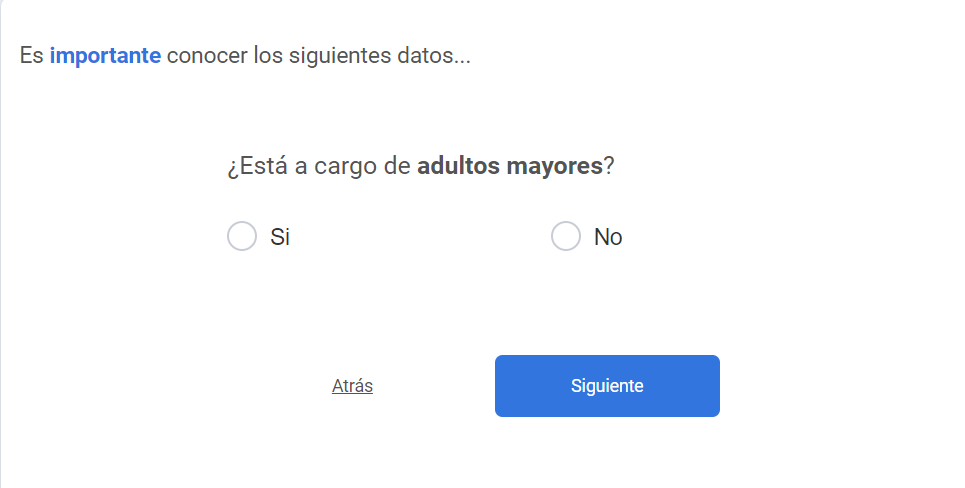 Es importante conocer los siguientes datos...
¿Está a cargo de adultos mayores?
Si No
Atrás Siguiente